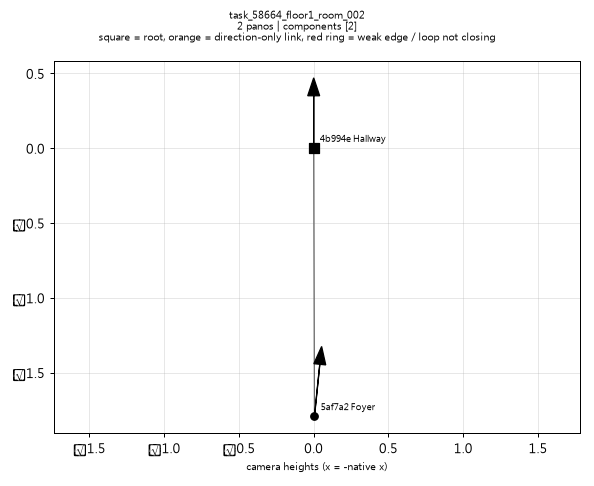 task_58664_floor1_room_002
2 panos | components [2]
square = root, orange = direction-only link, red ring = weak edge / loop not closing
0.5
4b994e Hallway
0.0
√0.5
√1.0
√1.5
5af7a2 Foyer
√1.5 √1.0 √0.5 0.0 0.5 1.0 1.5
camera heights (x = -native x)